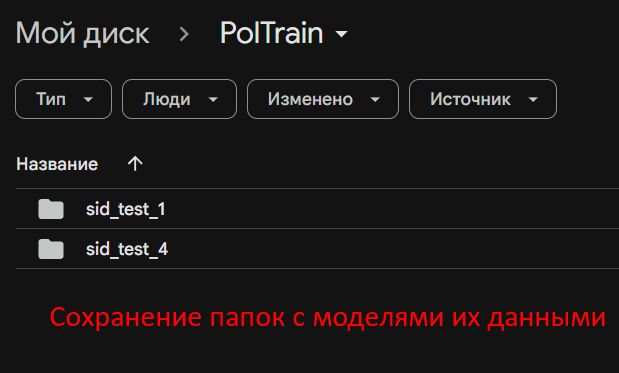 Мой диск > PolTrain
Тип Люди Изменено Источник
Название
sid_test_1
sid_test_4
Сохранение папок с моделями их данными